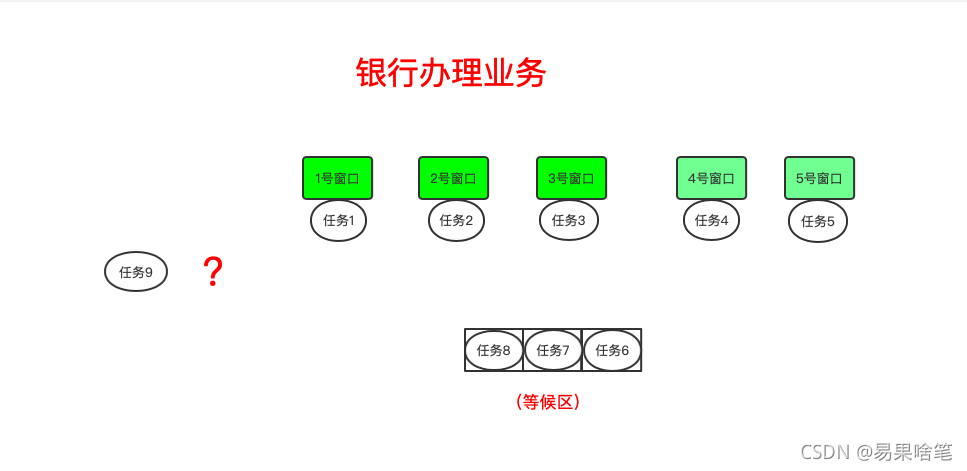 银行办理业务
1号窗口
2号窗口
3号窗口
4号窗口
5号窗口
任务1
任务2
任务3
任务4
任务5
任务9
？
任务8
任务7
任务6
（等候区）
CSDN @易果啥笔